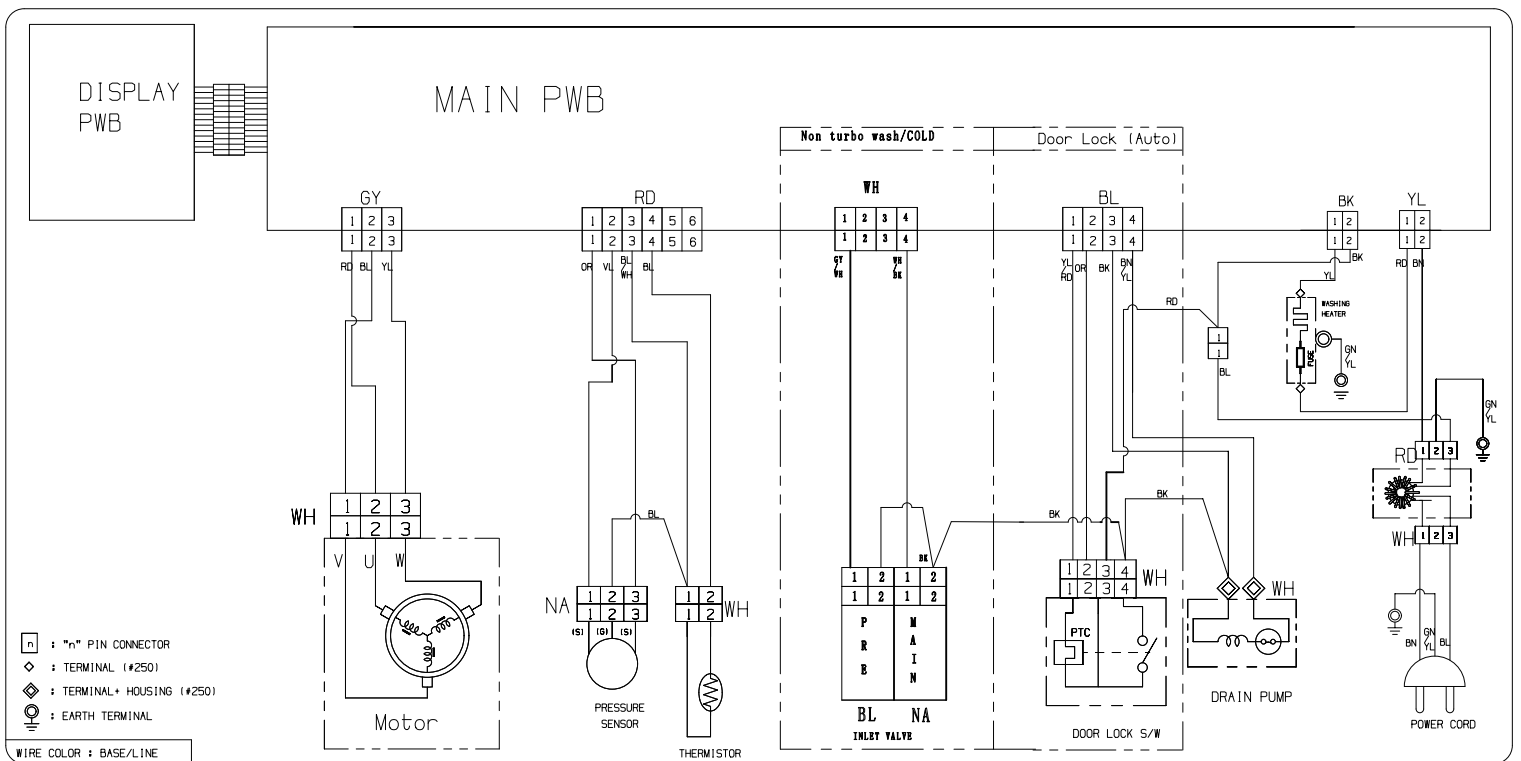 DISPLAY
PWB
MAIN PWB
Non turbo wash/COLD
Door Lock (Auto)
GY
1 2 3
1 2 3
RD BL YL
RD
1 2 3 4 5 6
1 2 3 4 5 6
OR VL BL/WH BL
WH
1 2 3 4
1 2 3 4
GY/WH WH/BK
BL
1 2 3 4
1 2 3 4
YL/RD OR BK BN/YL
BK
1 2
1 2
YL BK
YL
1 2
1 2
RD BN
RD
1
1
BL
WASHING
HEATER
FUSE
GN/YL
GN/YL
RD 1 2 3
WH 1 2 3
BN GN/YL BL
POWER CORD
WH
1 2 3
1 2 3
V U W
Motor
BL
NA
1 2 3
1 2 3
(S) (G) (S)
PRESSURE
SENSOR
1 2
1 2
WH
THERMISTOR
BK
1 2 1 2
1 2 1 2
PRE
MAIN
BL NA
INLET VALVE
BK
1 2 3 4
1 2 3 4
WH
PTC
DOOR LOCK S/W
BK
WH
DRAIN PUMP
n : "n" PIN CONNECTOR
: TERMINAL (#250)
: TERMINAL+ HOUSING (#250)
: EARTH TERMINAL
WIRE COLOR : BASE/LINE